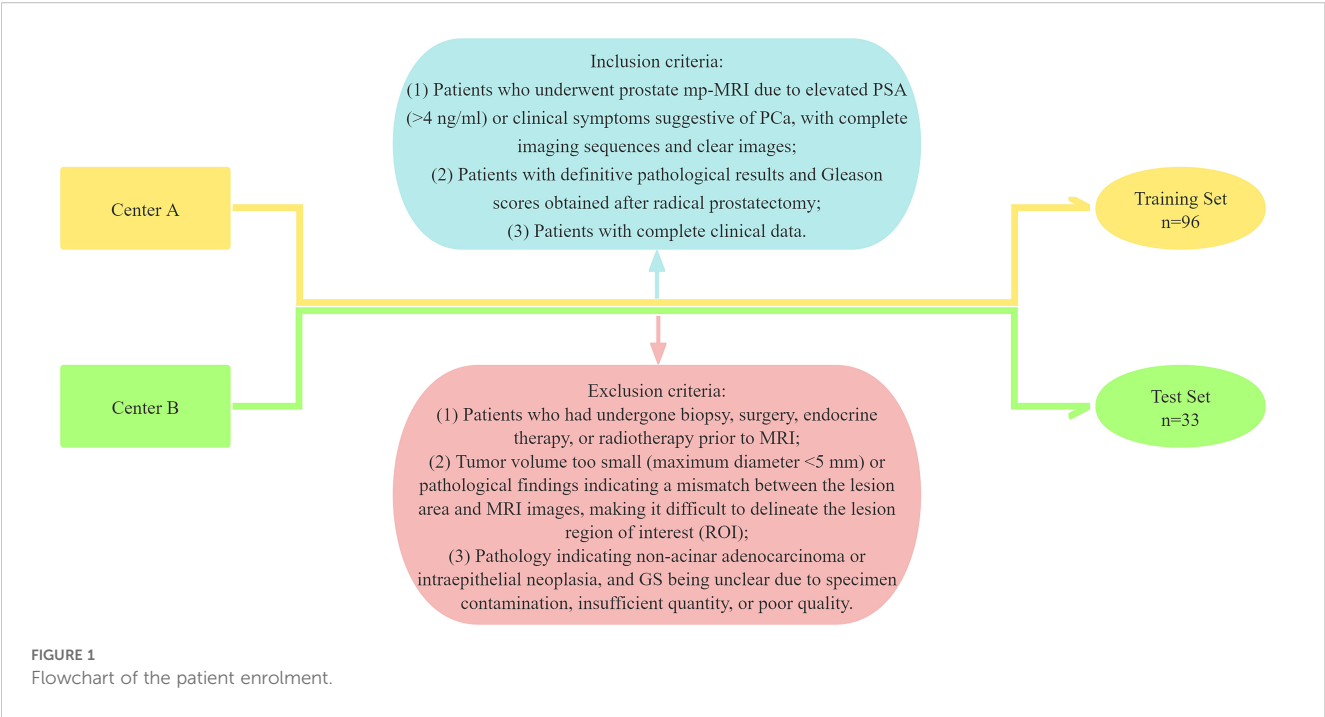 Inclusion criteria:
(1) Patients who underwent prostate mp-MRI due to elevated PSA
(>4 ng/ml) or clinical symptoms suggestive of PCa, with complete
imaging sequences and clear images;
(2) Patients with definitive pathological results and Gleason
scores obtained after radical prostatectomy;
(3) Patients with complete clinical data.
Center A
Training Set
n=96
Center B
Test Set
n=33
Exclusion criteria:
(1) Patients who had undergone biopsy, surgery, endocrine
therapy, or radiotherapy prior to MRI;
(2) Tumor volume too small (maximum diameter <5 mm) or
pathological findings indicating a mismatch between the lesion
area and MRI images, making it difficult to delineate the lesion
region of interest (ROI);
(3) Pathology indicating non-acinar adenocarcinoma or
intraepithelial neoplasia, and GS being unclear due to specimen
contamination, insufficient quantity, or poor quality.
FIGURE 1
Flowchart of the patient enrolment.